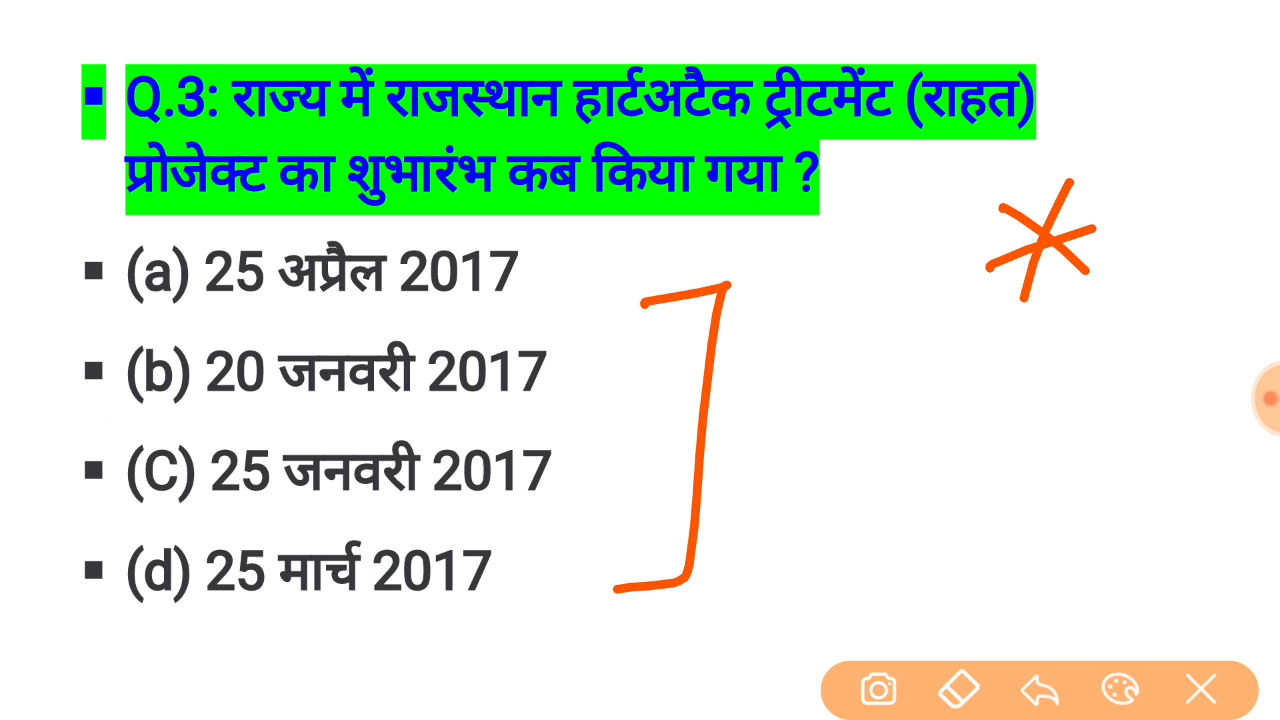 ▪ Q.3: राज्य में राजस्थान हार्टअटैक ट्रीटमेंट (राहत)
प्रोजेक्ट का शुभारंभ कब किया गया ?
▪ (a) 25 अप्रैल 2017
▪ (b) 20 जनवरी 2017
▪ (C) 25 जनवरी 2017
▪ (d) 25 मार्च 2017